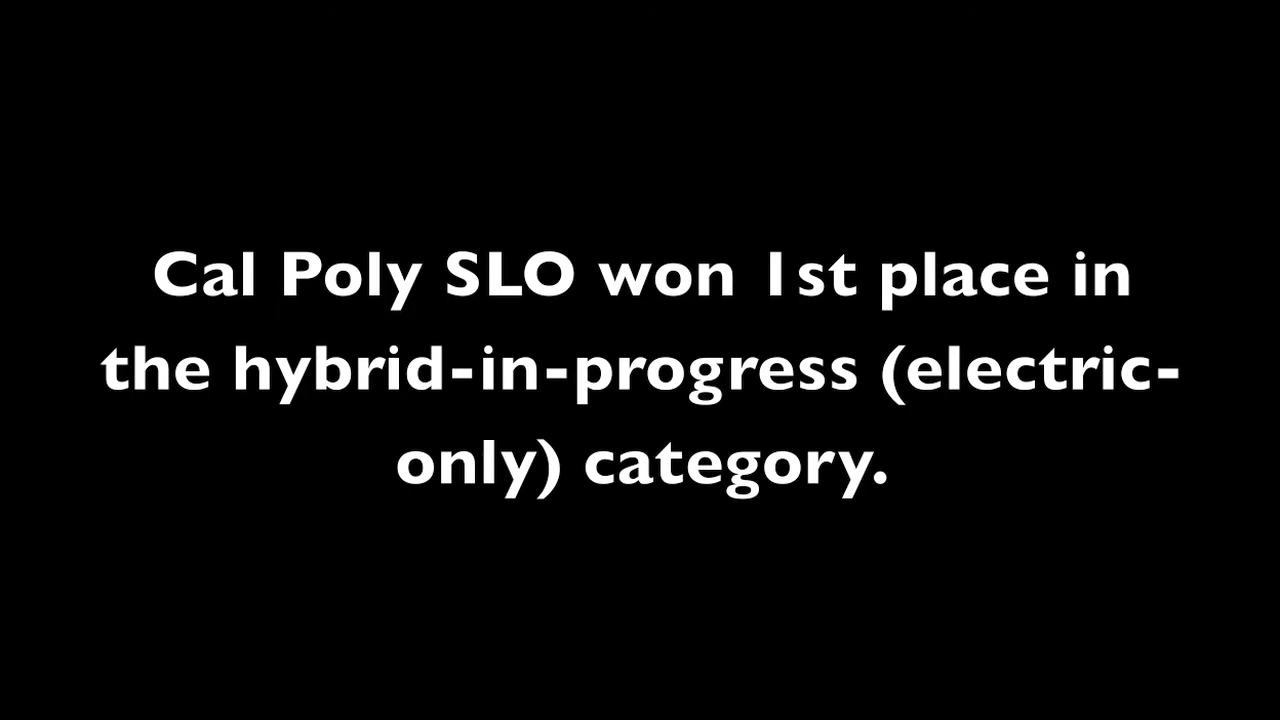 Cal Poly SLO won 1st place in
the hybrid-in-progress (electric-
only) category.